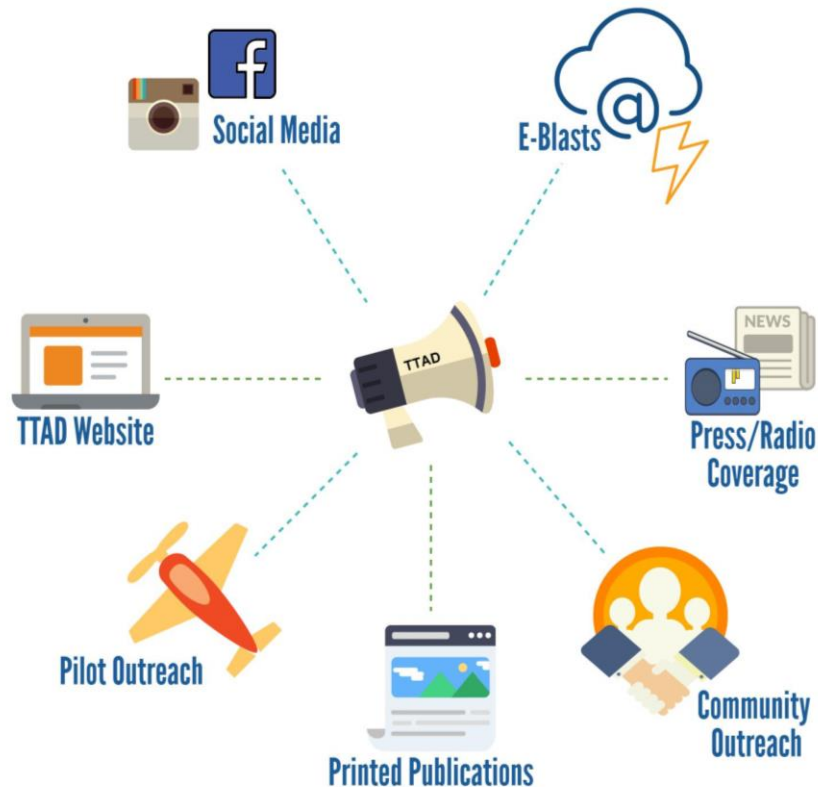 Social Media
E-Blasts
TTAD
NEWS
TTAD Website
Press/Radio
Coverage
Pilot Outreach
Community
Outreach
Printed Publications